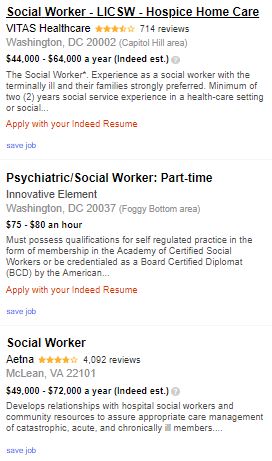 Social Worker - LICSW - Hospice Home Care
VITAS Healthcare 714 reviews
Washington, DC 20002 (Capitol Hill area)
$44,000 - $64,000 a year (Indeed est.) ?
The Social Worker*. Experience as a social worker with the
terminally ill and their families strongly preferred. Minimum of
two (2) years social service experience in a health-care setting
or social...
Apply with your Indeed Resume
save job
Psychiatric/Social Worker: Part-time
Innovative Element
Washington, DC 20037 (Foggy Bottom area)
$75 - $80 an hour
Must possess qualifications for self regulated practice in the
form of membership in the Academy of Certified Social
Workers or be credentialed as a Board Certified Diplomat
(BCD) by the American...
Apply with your Indeed Resume
save job
Social Worker
Aetna 4,092 reviews
McLean, VA 22101
$49,000 - $72,000 a year (Indeed est.) ?
Develops relationships with hospital social workers and
community resources to assure appropriate care management
of catastrophic, acute, and chronically ill members....
save job